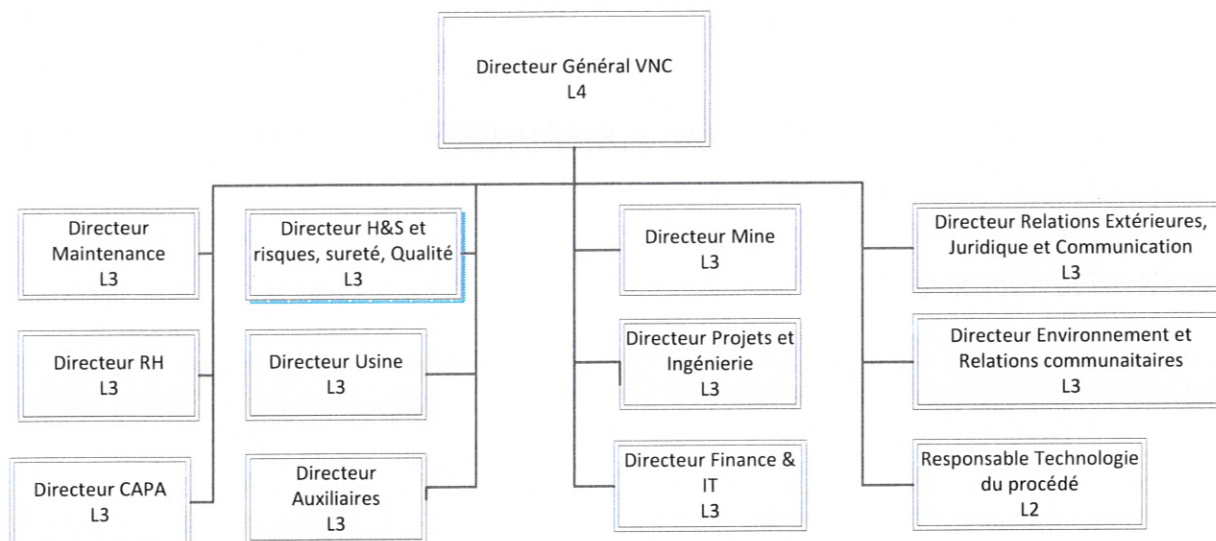 Directeur Général VNC
L4
Directeur
Maintenance
L3
Directeur H&S et
risques, sureté, Qualité
L3
Directeur Mine
L3
Directeur Relations Extérieures,
Juridique et Communication
L3
Directeur RH
L3
Directeur Usine
L3
Directeur Projets et
Ingénierie
L3
Directeur Environnement et
Relations communaitaires
L3
Directeur CAPA
L3
Directeur
Auxiliaires
L3
Directeur Finance &
IT
L3
Responsable Technologie
du procédé
L2